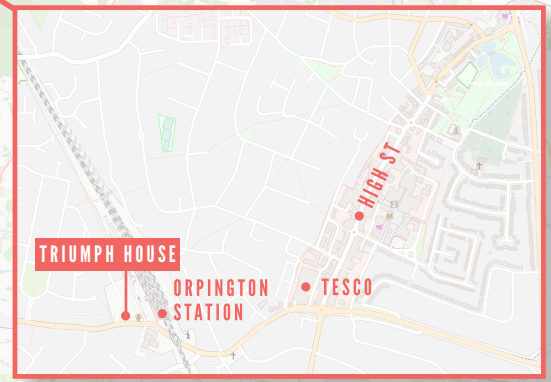 HIGH ST
TRIUMPH HOUSE
ORPINGTON
STATION
TESCO